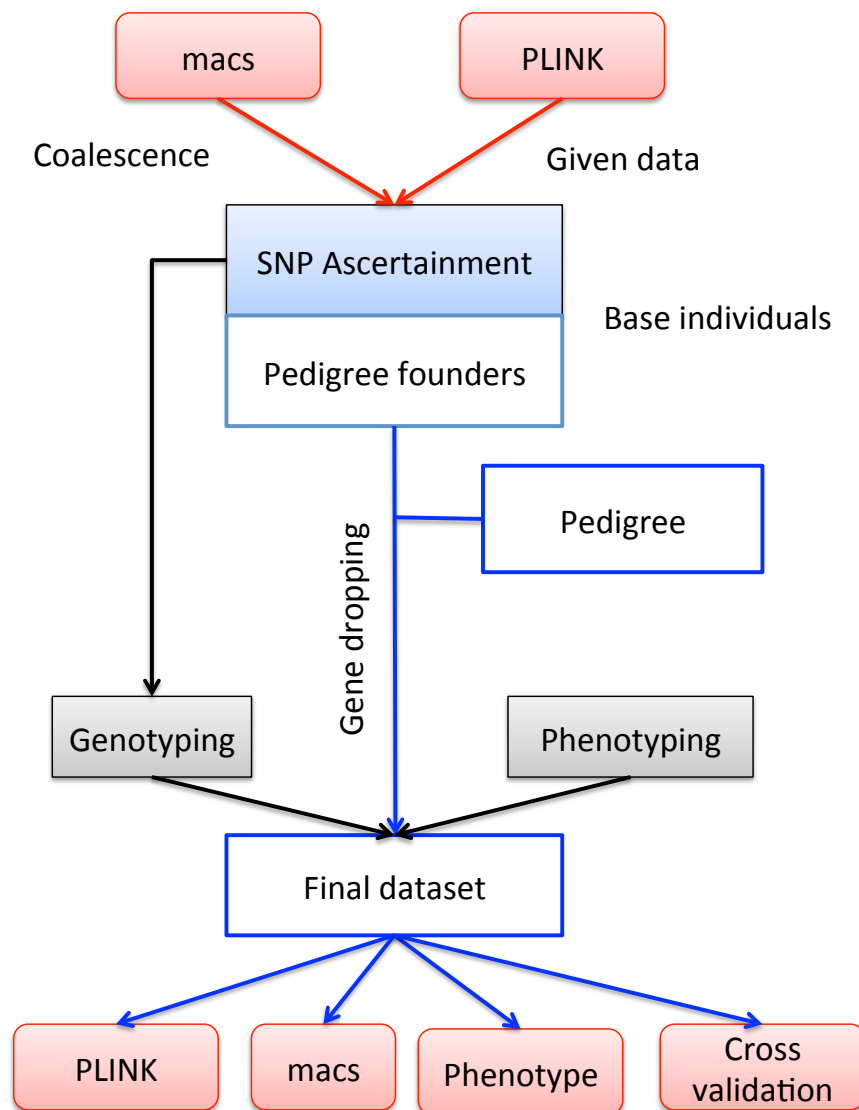 macs
PLINK
Coalescence
Given data
SNP Ascertainment
Base individuals
Pedigree founders
Pedigree
Gene dropping
Genotyping
Phenotyping
Final dataset
PLINK
macs
Phenotype
Cross
validation